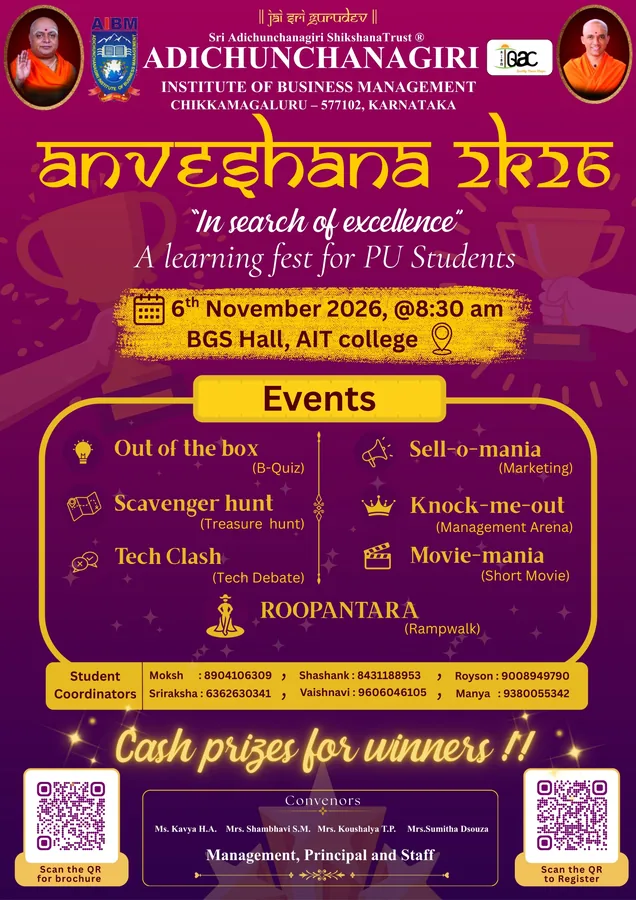 || jai sri gurudev ||
Sri Adichunchanagiri ShikshanaTrust ®
AIBM
ADICHUNCHANAGIRI
IQAC
INSTITUTE OF BUSINESS MANAGEMENT
CHIKKAMAGALURU – 577102, KARNATAKA
anveshana 2k26
"In search of excellence"
A learning fest for PU Students
6th November 2026, @8:30 am
BGS Hall, AIT college
Events
Out of the box
(B-Quiz)
Scavenger hunt
(Treasure hunt)
Tech Clash
(Tech Debate)
Sell-o-mania
(Marketing)
Knock-me-out
(Management Arena)
Movie-mania
(Short Movie)
ROOPANTARA
(Rampwalk)
Student
Coordinators
Moksh : 8904106309 , Shashank : 8431188953 , Royson : 9008949790
Sriraksha : 6362630341 , Vaishnavi : 9606046105 , Manya : 9380055342
Cash prizes for winners !!
Scan the QR
for brochure
Convenors
Ms. Kavya H.A. Mrs. Shambhavi S.M. Mrs. Koushalya T.P. Mrs.Sumitha Dsouza
Management, Principal and Staff
Scan the QR
to Register